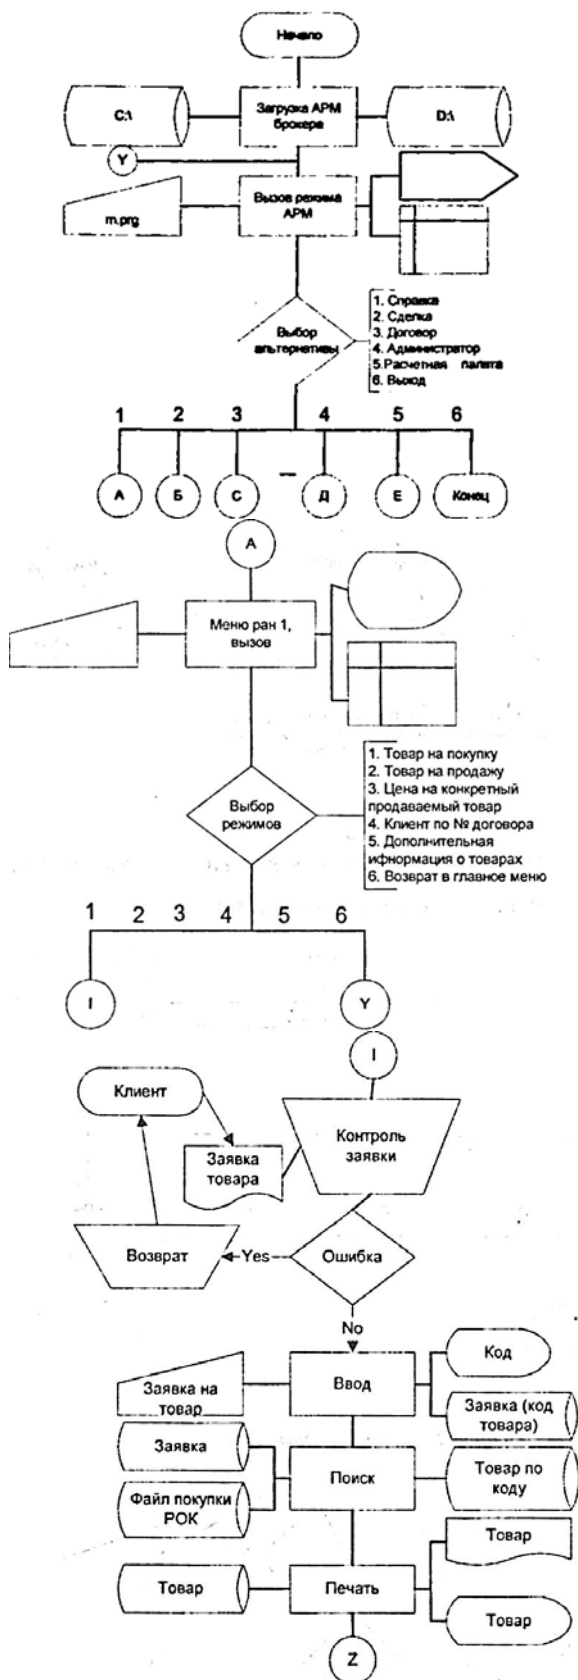 Начало
C:\
Загрузка АРМ
брокера
D:\
Y
m.prg
Вызов режима
АРМ
Выбор
альтернативы
1. Справка
2. Сделка
3. Договор
4. Администратор
5.Расчетная палата
6. Выход
1 2 3 4 5 6
А Б С Д Е Конец
А
Меню ран 1,
вызов
Выбор
режимов
1. Товар на покупку
2. Товар на продажу
3. Цена на конкретный
продаваемый товар
4. Клиент по № договора
5. Дополнительная
ифнормация о товарах
6. Возврат в главное меню
1 2 3 4 5 6
I Y
I
Клиент
Заявка
товара
Контроль
заявки
Возврат
Yes
Ошибка
No
Заявка на
товар
Ввод
Код
Заявка (код
товара)
Заявка
Файл покупки
РОК
Поиск
Товар по
коду
Товар
Печать
Товар
Товар
Z